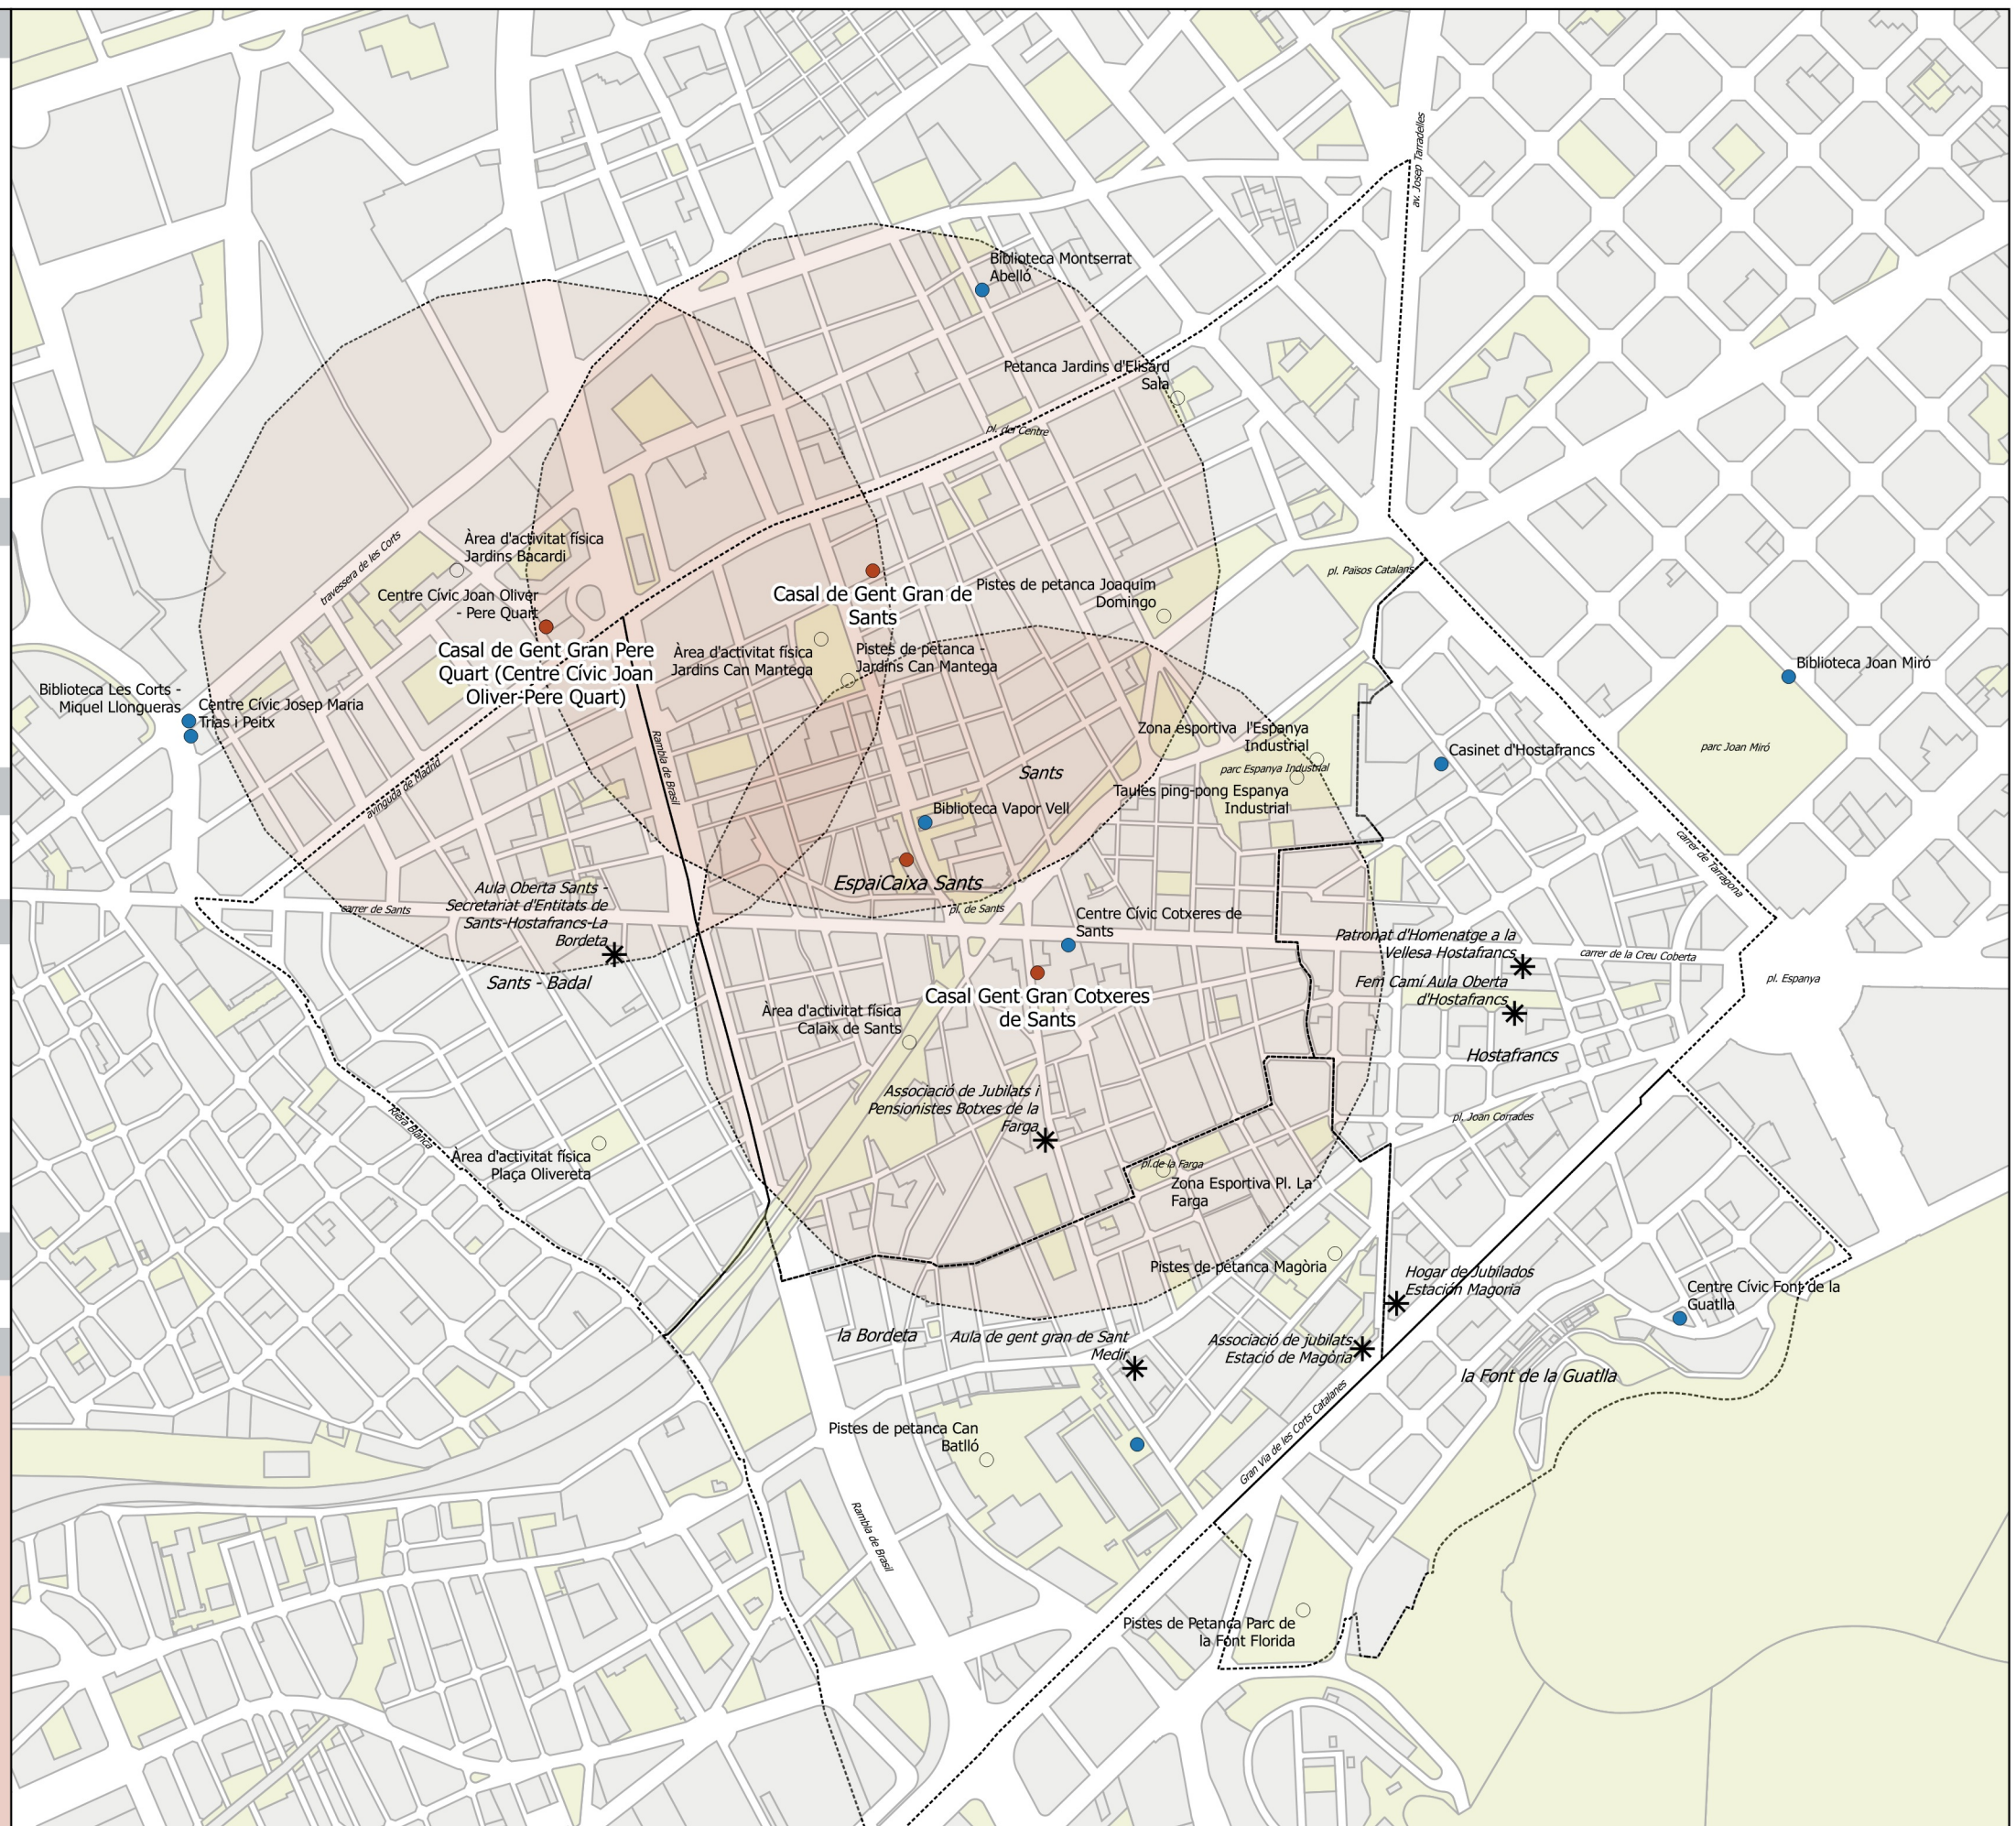 av. Josep Tarradelles
Biblioteca Montserrat
Abelló
Petanca Jardins d'Elisard
Sala
pl. del Centre
travessera de les Corts
Àrea d'activitat física
Jardins Bacardi
Centre Cívic Joan Oliver
- Pere Quart
Casal de Gent Gran Pere
Quart (Centre Cívic Joan
Oliver-Pere Quart)
Casal de Gent Gran de
Sants
Pistes de petanca Joaquim
Domingo
pl. Països Catalans
Àrea d'activitat física
Jardins Can Mantega
Pistes de petanca -
Jardins Can Mantega
Biblioteca Joan Miró
parc Joan Miró
Biblioteca Les Corts -
Miquel Llongueras
Centre Cívic Josep Maria
Trias i Peitx
avinguda de Madrid
Rambla de Brasil
Zona esportiva l'Espanya
Industrial
parc Espanya Industrial
Taules ping-pong Espanya
Industrial
Casinet d'Hostafrancs
Sants
Biblioteca Vapor Vell
EspaiCaixa Sants
carrer de Tarragona
carrer de Sants
pl. de Sants
Aula Oberta Sants -
Secretariat d'Entitats de
Sants-Hostafrancs-La
Bordeta
Sants - Badal
Centre Cívic Cotxeres de
Sants
Casal Gent Gran Cotxeres
de Sants
Patronat d'Homenatge a la
Vellesa Hostafrancs
carrer de la Creu Coberta
pl. Espanya
Fem Camí Aula Oberta
d'Hostafrancs
Hostafrancs
Àrea d'activitat física
Calaix de Sants
Associació de Jubilats i
Pensionistes Botxes de la
Farga
pl. Joan Corrades
Riera Blanca
Àrea d'activitat física
Plaça Olivereta
pl.de la Farga
Zona Esportiva Pl. La
Farga
Pistes de petanca Magòria
Hogar de Jubilados
Estación Magoria
Centre Cívic Font de la
Guatlla
la Bordeta
Aula de gent gran de Sant
Medir
Associació de jubilats
Estació de Magòria
la Font de la Guatlla
Gran Via de les Corts Catalanes
Pistes de petanca Can
Batlló
Rambla de Brasil
Pistes de Petanca Parc de
la Font Florida